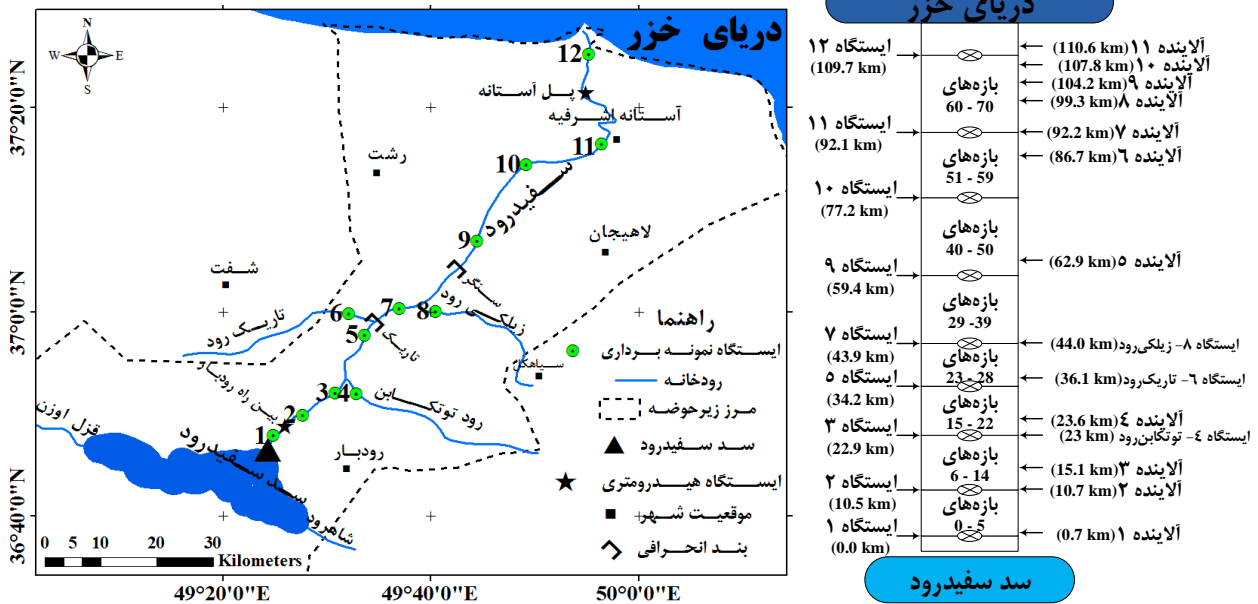 دریای خزر
N
W
E
S
12
پل آستانه
آستانه اشرفیه
11
10
رشت
سفیدرود
لاهیجان
9
شفت
سنگر
تاریک رود
6
7
8
زیلکی رود
5
تاریک
سیاهکل
3
4
رود توتکابن
بین راه رودبار
2
1
قزل اوزن
سد سفیدرود
رودبار
شاهرود
راهنما
ایستگاه نمونه برداری
رودخانه
مرز زیرحوضه
سد سفیدرود
ایستگاه هیدرومتری
موقعیت شهر
بند انحرافی
0 5 10 20 30
Kilometers
37°20'0"N
37°0'0"N
36°40'0"N
49°20'0"E
49°40'0"E
50°0'0"E
دریای خزر
ایستگاه ۱۲
(109.7 km)
آلاینده ۱۱ (110.6 km)
آلاینده ۱۰ (107.8 km)
آلاینده ۹ (104.2 km)
آلاینده ۸ (99.3 km)
بازه‌های
60 - 70
ایستگاه ۱۱
(92.1 km)
آلاینده ۷ (92.2 km)
آلاینده ۶ (86.7 km)
بازه‌های
51 - 59
ایستگاه ۱۰
(77.2 km)
بازه‌های
40 - 50
آلاینده ۵ (62.9 km)
ایستگاه ۹
(59.4 km)
بازه‌های
29 -39
ایستگاه ۷
(43.9 km)
ایستگاه ۸- زیلکی‌رود (44.0 km)
بازه‌های
23 - 28
ایستگاه ۵
(34.2 km)
ایستگاه ۶- تاریک‌رود (36.1 km)
بازه‌های
15 - 22
آلاینده ۴ (23.6 km)
ایستگاه ۳
(22.9 km)
ایستگاه ۴- توتکابن‌رود (23 km)
بازه‌های
6 - 14
آلاینده ۳ (15.1 km)
ایستگاه ۲
(10.5 km)
آلاینده ۲ (10.7 km)
بازه‌های
0 - 5
ایستگاه ۱
(0.0 km)
آلاینده ۱ (0.7 km)
سد سفیدرود